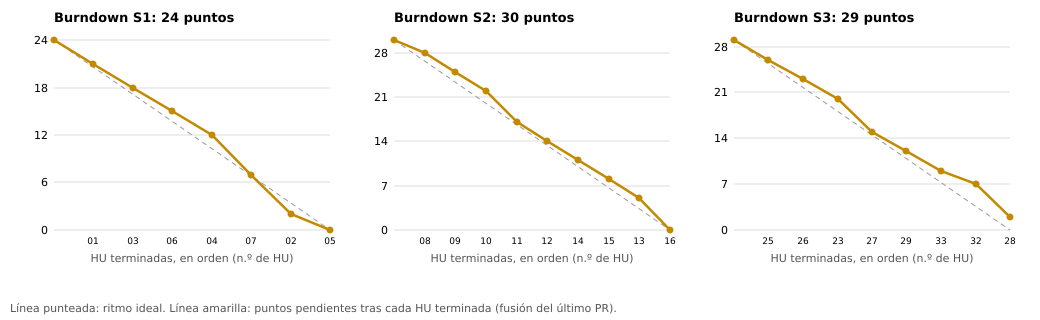 Burndown S1: 24 puntos
24
18
12
6
0
01 03 06 04 07 02 05
HU terminadas, en orden (n.º de HU)
Burndown S2: 30 puntos
28
21
14
7
0
08 09 10 11 12 14 15 13 16
HU terminadas, en orden (n.º de HU)
Burndown S3: 29 puntos
28
21
14
7
0
25 26 23 27 29 33 32 28
HU terminadas, en orden (n.º de HU)
Línea punteada: ritmo ideal. Línea amarilla: puntos pendientes tras cada HU terminada (fusión del último PR).